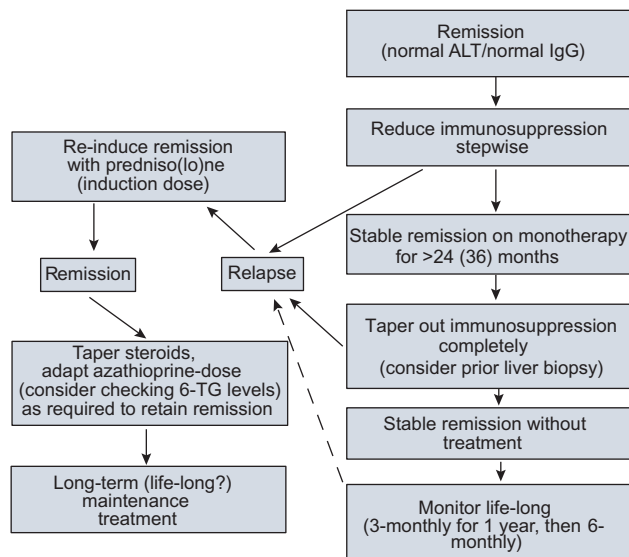 Remission
(normal ALT/normal IgG)
Reduce immunosuppression
stepwise
Re-induce remission
with predniso(lo)ne
(induction dose)
Stable remission on monotherapy
for >24 (36) months
Remission
Relapse
Taper out immunosuppression
completely
(consider prior liver biopsy)
Taper steroids,
adapt azathioprine-dose
(consider checking 6-TG levels)
as required to retain remission
Stable remission without
treatment
Long-term (life-long?)
maintenance
treatment
Monitor life-long
(3-monthly for 1 year, then 6-
monthly)